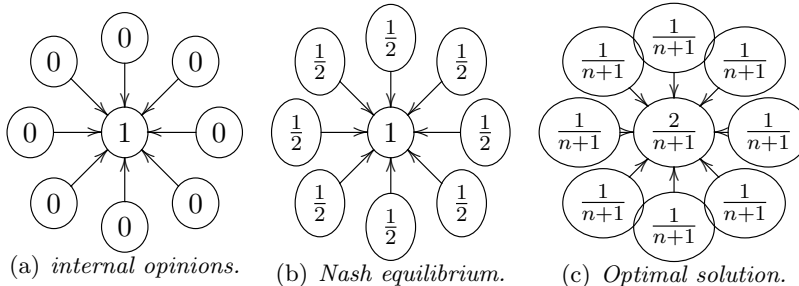 0
0 0
0 1 0
0 0
0
(a) internal opinions.
1/2
1/2 1/2
1/2 1 1/2
1/2 1/2
1/2
(b) Nash equilibrium.
1/n+1
1/n+1 1/n+1
1/n+1 2/n+1 1/n+1
1/n+1 1/n+1
1/n+1
(c) Optimal solution.